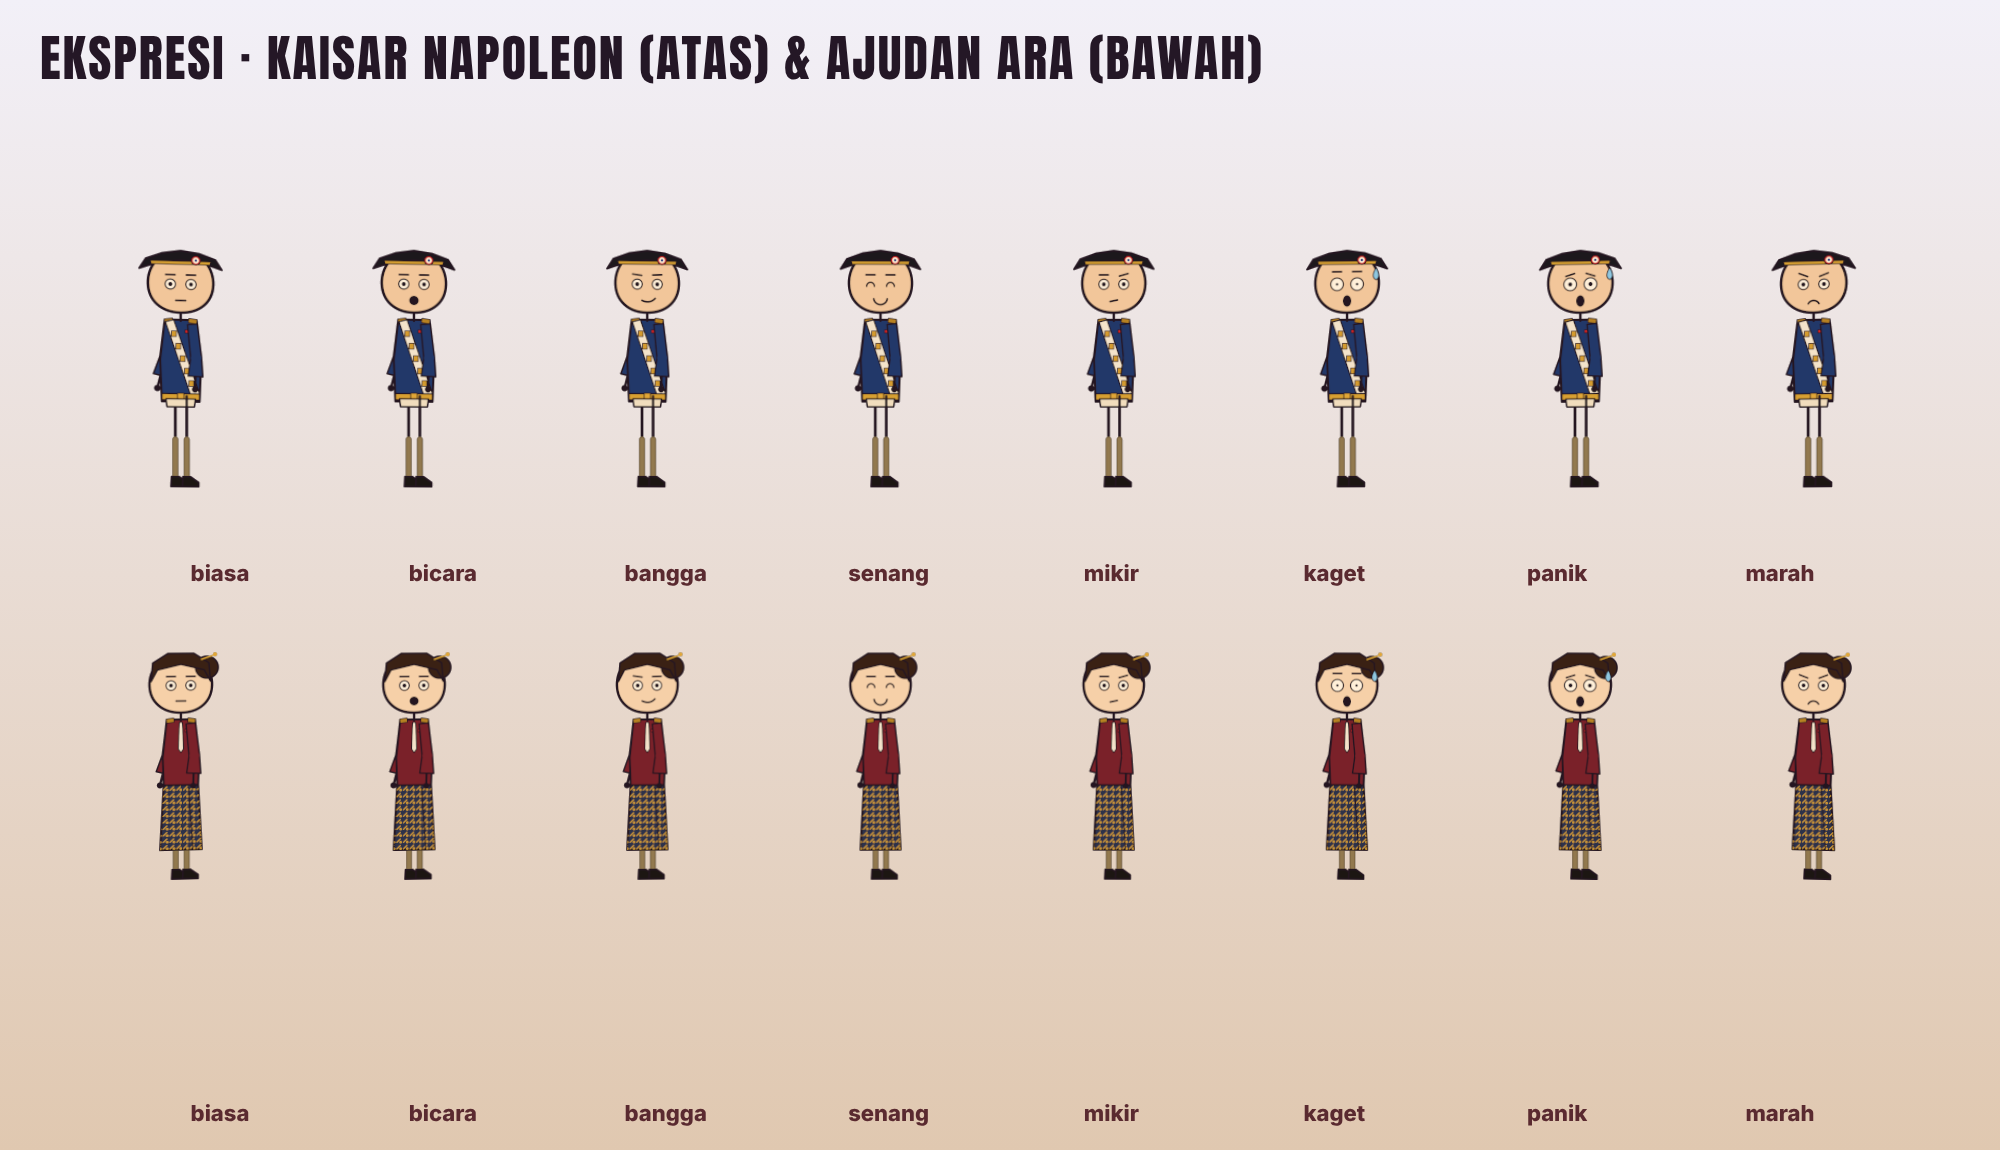 EKSPRESI · KAISAR NAPOLEON (ATAS) & AJUDAN ARA (BAWAH)
biasa bicara bangga senang mikir kaget panik marah
biasa bicara bangga senang mikir kaget panik marah